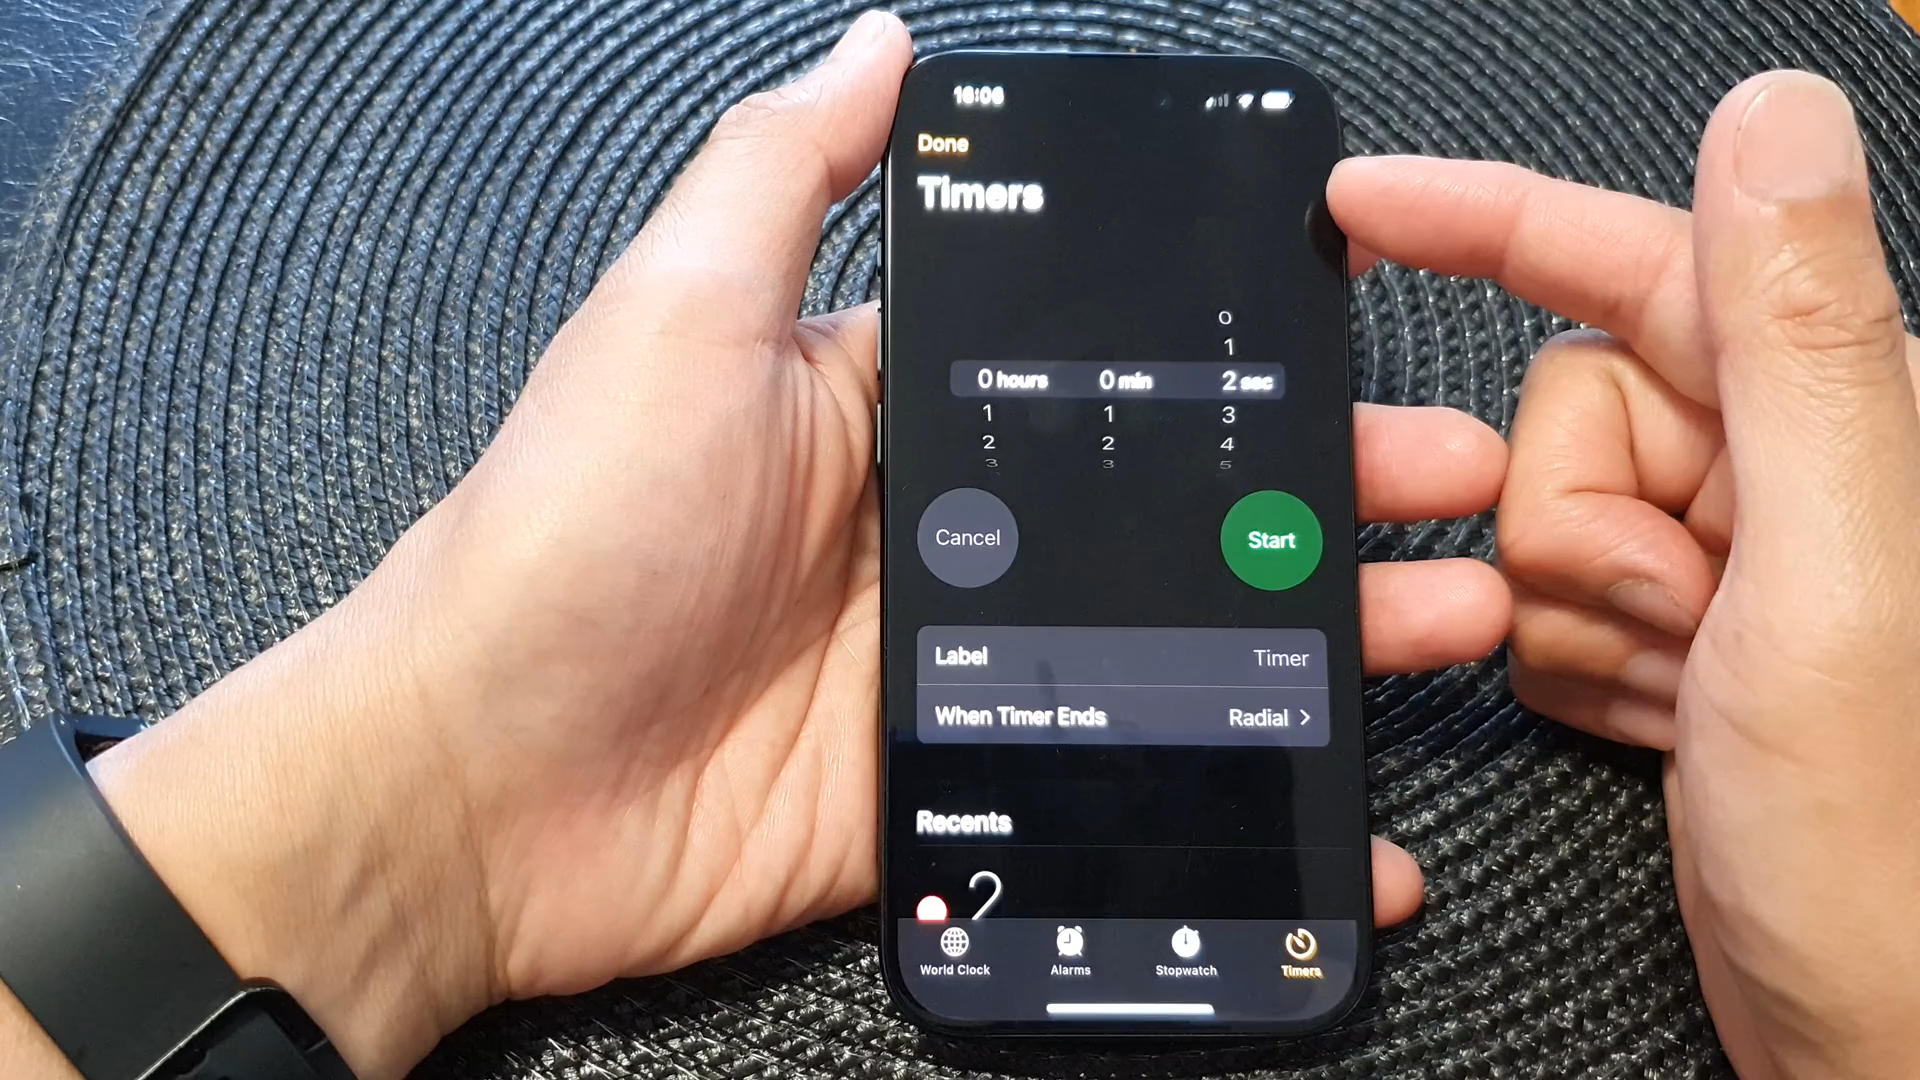 16:06
Done
Timers
0
1
0 hours 0 min 2 sec
1 1 3
2 2 4
3 3 5
Cancel Start
Label Timer
When Timer Ends Radial
Recents
2
World Clock Alarms Stopwatch Timers